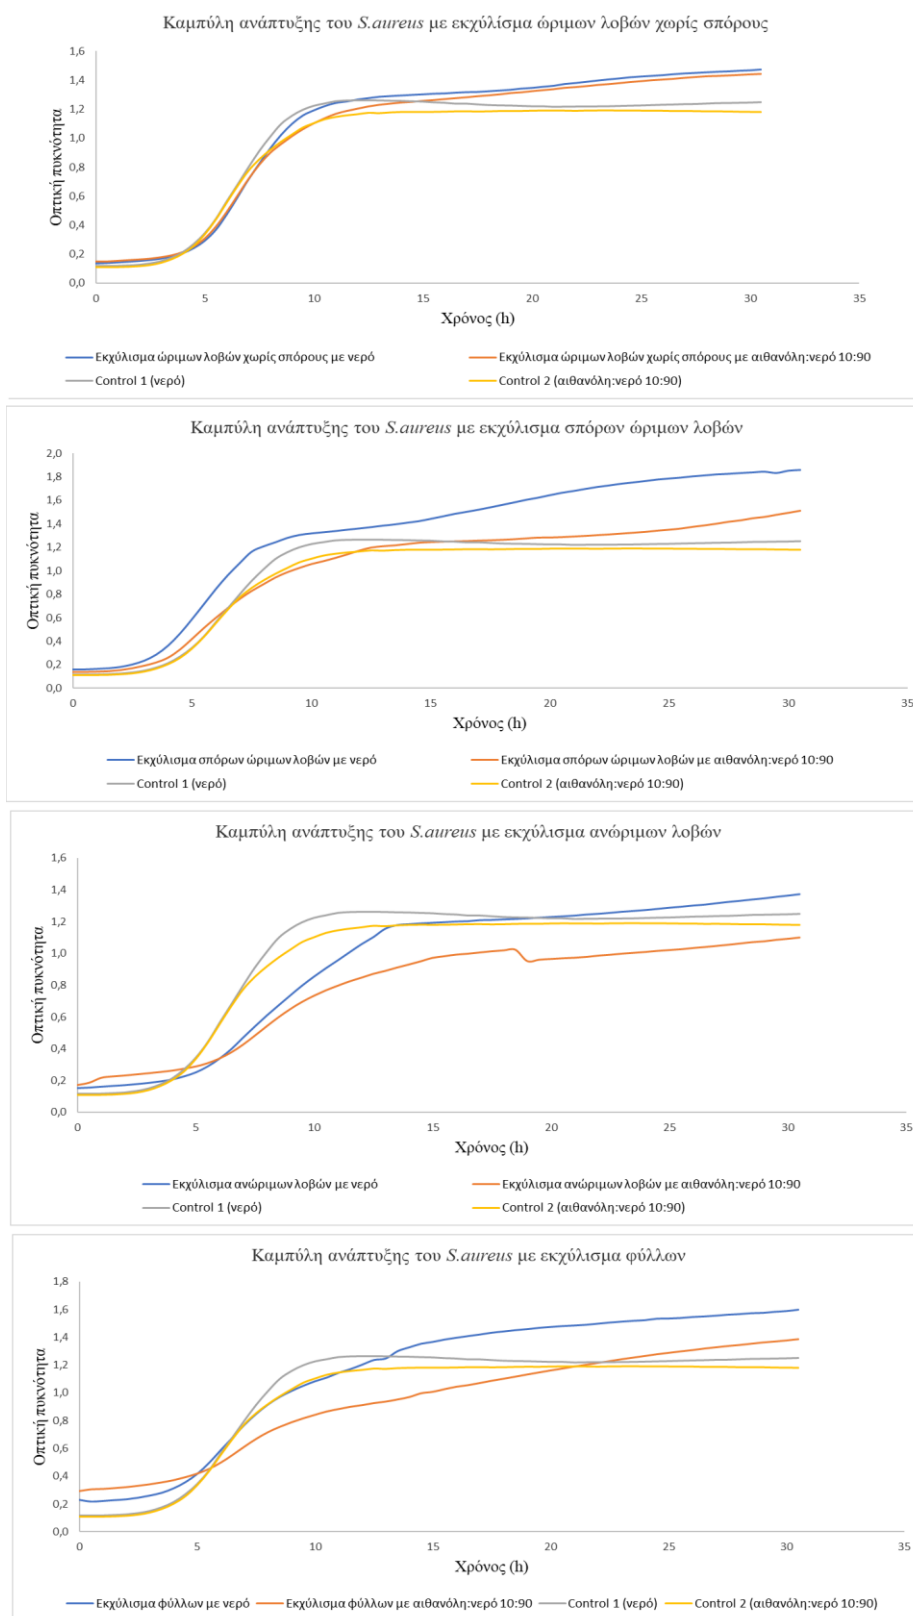 Καμπύλη ανάπτυξης του S.aureus με εκχύλισμα ώριμων λοβών χωρίς σπόρους
Οπτική πυκνότητα
1,6
1,4
1,2
1,0
0,8
0,6
0,4
0,2
0,0
0 5 10 15 20 25 30 35
Χρόνος (h)
Εκχύλισμα ώριμων λοβών χωρίς σπόρους με νερό Εκχύλισμα ώριμων λοβών χωρίς σπόρους με αιθανόλη:νερό 10:90
Control 1 (νερό) Control 2 (αιθανόλη:νερό 10:90)
Καμπύλη ανάπτυξης του S.aureus με εκχύλισμα σπόρων ώριμων λοβών
Οπτική πυκνότητα
2,0
1,8
1,6
1,4
1,2
1,0
0,8
0,6
0,4
0,2
0,0
0 5 10 15 20 25 30 35
Χρόνος (h)
Εκχύλισμα σπόρων ώριμων λοβών με νερό Εκχύλισμα σπόρων ώριμων λοβών με αιθανόλη:νερό 10:90
Control 1 (νερό) Control 2 (αιθανόλη:νερό 10:90)
Καμπύλη ανάπτυξης του S.aureus με εκχύλισμα ανώριμων λοβών
Οπτική πυκνότητα
1,6
1,4
1,2
1,0
0,8
0,6
0,4
0,2
0,0
0 5 10 15 20 25 30 35
Χρόνος (h)
Εκχύλισμα ανώριμων λοβών με νερό Εκχύλισμα ανώριμων λοβών με αιθανόλη:νερό 10:90
Control 1 (νερό) Control 2 (αιθανόλη:νερό 10:90)
Καμπύλη ανάπτυξης του S.aureus με εκχύλισμα φύλλων
Οπτική πυκνότητα
1,8
1,6
1,4
1,2
1,0
0,8
0,6
0,4
0,2
0,0
0 5 10 15 20 25 30 35
Χρόνος (h)
Εκχύλισμα φύλλων με νερό Εκχύλισμα φύλλων με αιθανόλη:νερό 10:90 Control 1 (νερό) Control 2 (αιθανόλη:νερό 10:90)